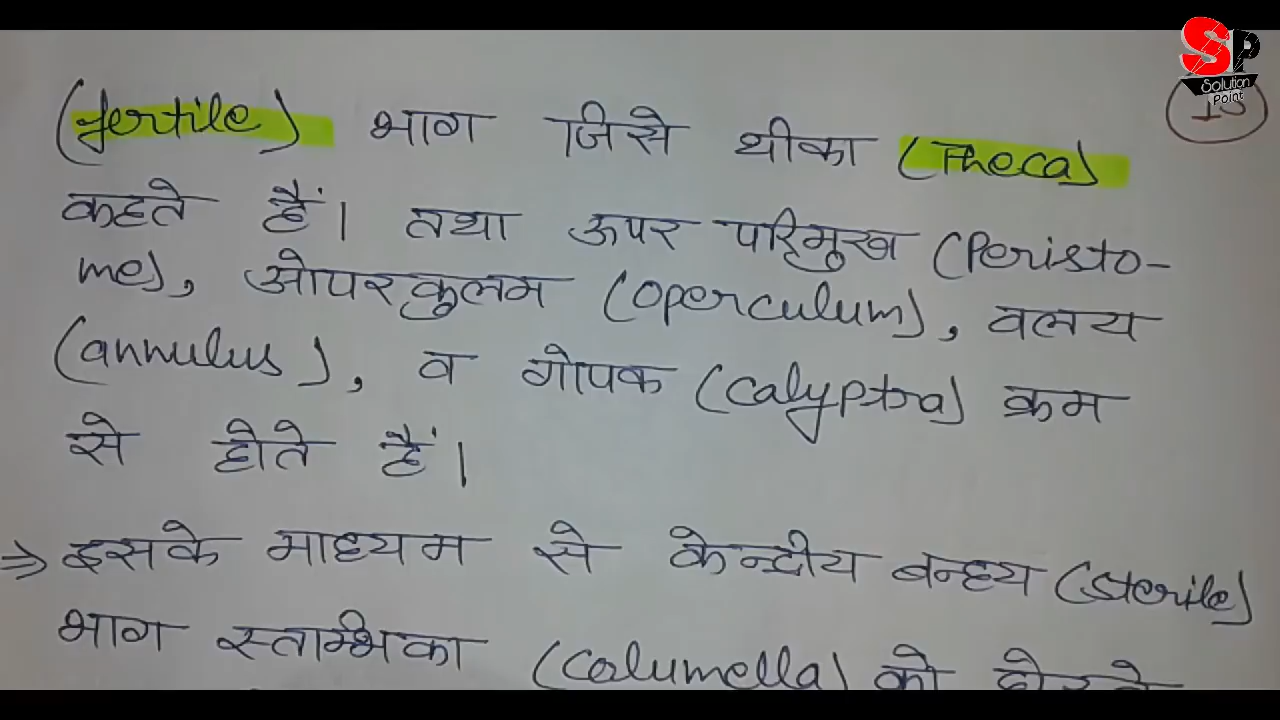 SP
Solution
Point
(fertile) भाग जिसे थीका (Theca)
कहते हैं। तथा ऊपर परिमुख (Peristo-
me), ओपरकुलम (operculum), वलय
(annulus), व गोपक (Calyptra) क्रम
से होते हैं।
⇒ इसके माध्यम से केन्द्रीय बन्ध्य (Sterile)
भाग स्ताम्भिका (Columella) को